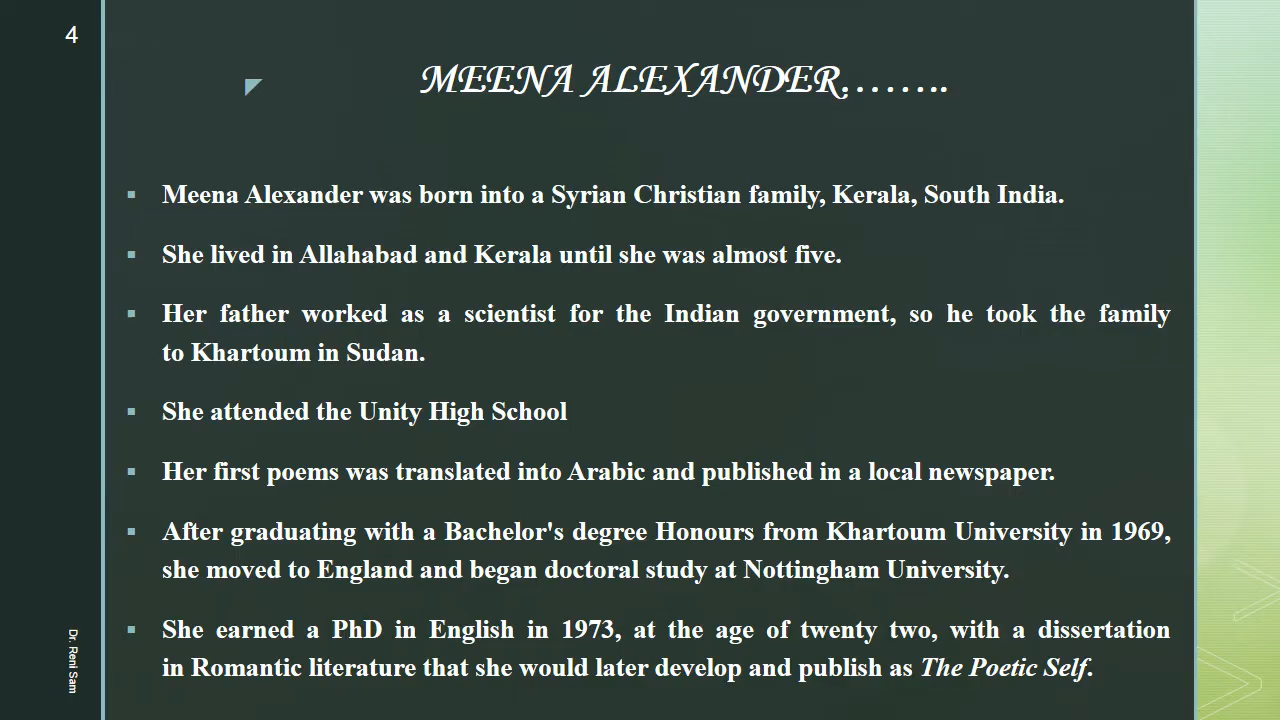 4
MEENA ALEXANDER........
▪ Meena Alexander was born into a Syrian Christian family, Kerala, South India.
▪ She lived in Allahabad and Kerala until she was almost five.
▪ Her father worked as a scientist for the Indian government, so he took the family
to Khartoum in Sudan.
▪ She attended the Unity High School
▪ Her first poems was translated into Arabic and published in a local newspaper.
▪ After graduating with a Bachelor's degree Honours from Khartoum University in 1969,
she moved to England and began doctoral study at Nottingham University.
▪ She earned a PhD in English in 1973, at the age of twenty two, with a dissertation
in Romantic literature that she would later develop and publish as The Poetic Self.
Dr. Reni Sam